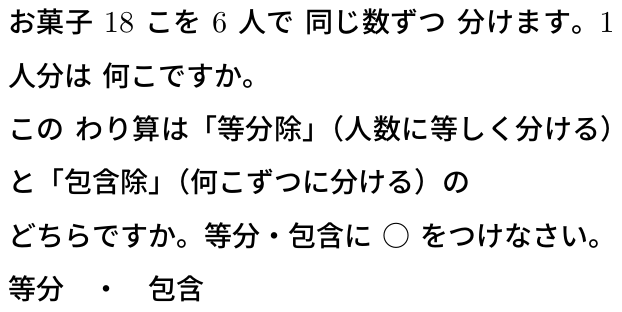 お菓子 18 こを 6 人で 同じ数ずつ 分けます。1
人分は 何こですか。
この わり算は「等分除」（人数に等しく分ける）
と「包含除」（何こずつに分ける）の
どちらですか。等分・包含に ○ をつけなさい。
等分　・　包含